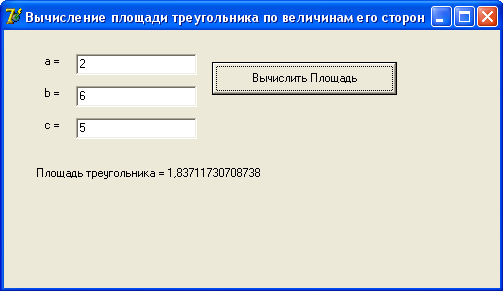 Вычисление площади треугольника по величинам его сторон
a = 2
Вычислить Площадь
b = 6
c = 5
Площадь треугольника = 1,83711730708738